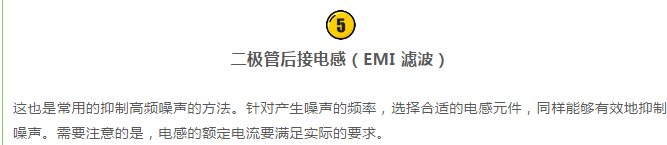 5
二极管后接电感（EMI 滤波）
这也是常用的抑制高频噪声的方法。针对产生噪声的频率，选择合适的电感元件，同样能够有效地抑制
噪声。需要注意的是，电感的额定电流要满足实际的要求。